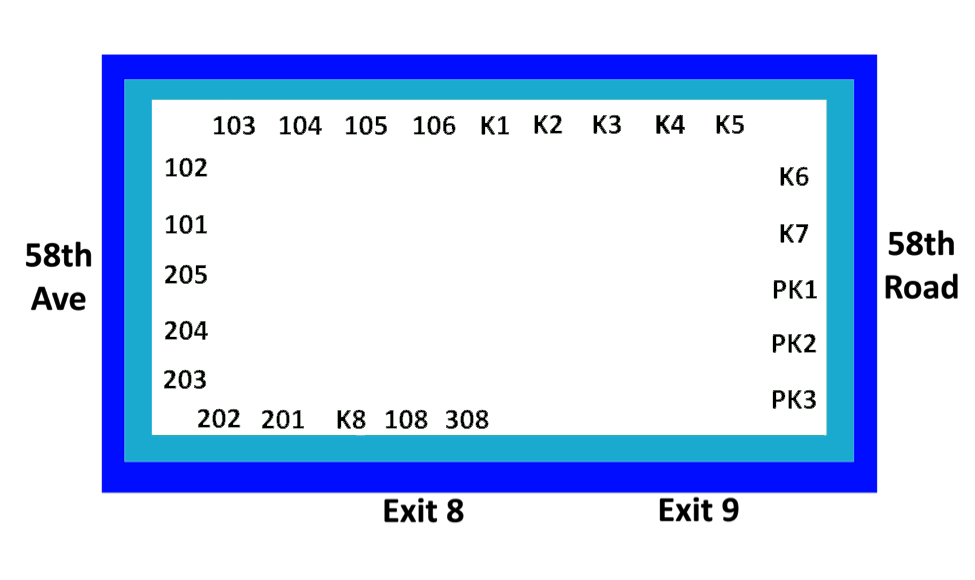 103 104 105 106 K1 K2 K3 K4 K5
102
K6
101
K7
58th
Ave
58th
Road
205
PK1
204
PK2
203
PK3
202 201 K8 108 308
Exit 8
Exit 9